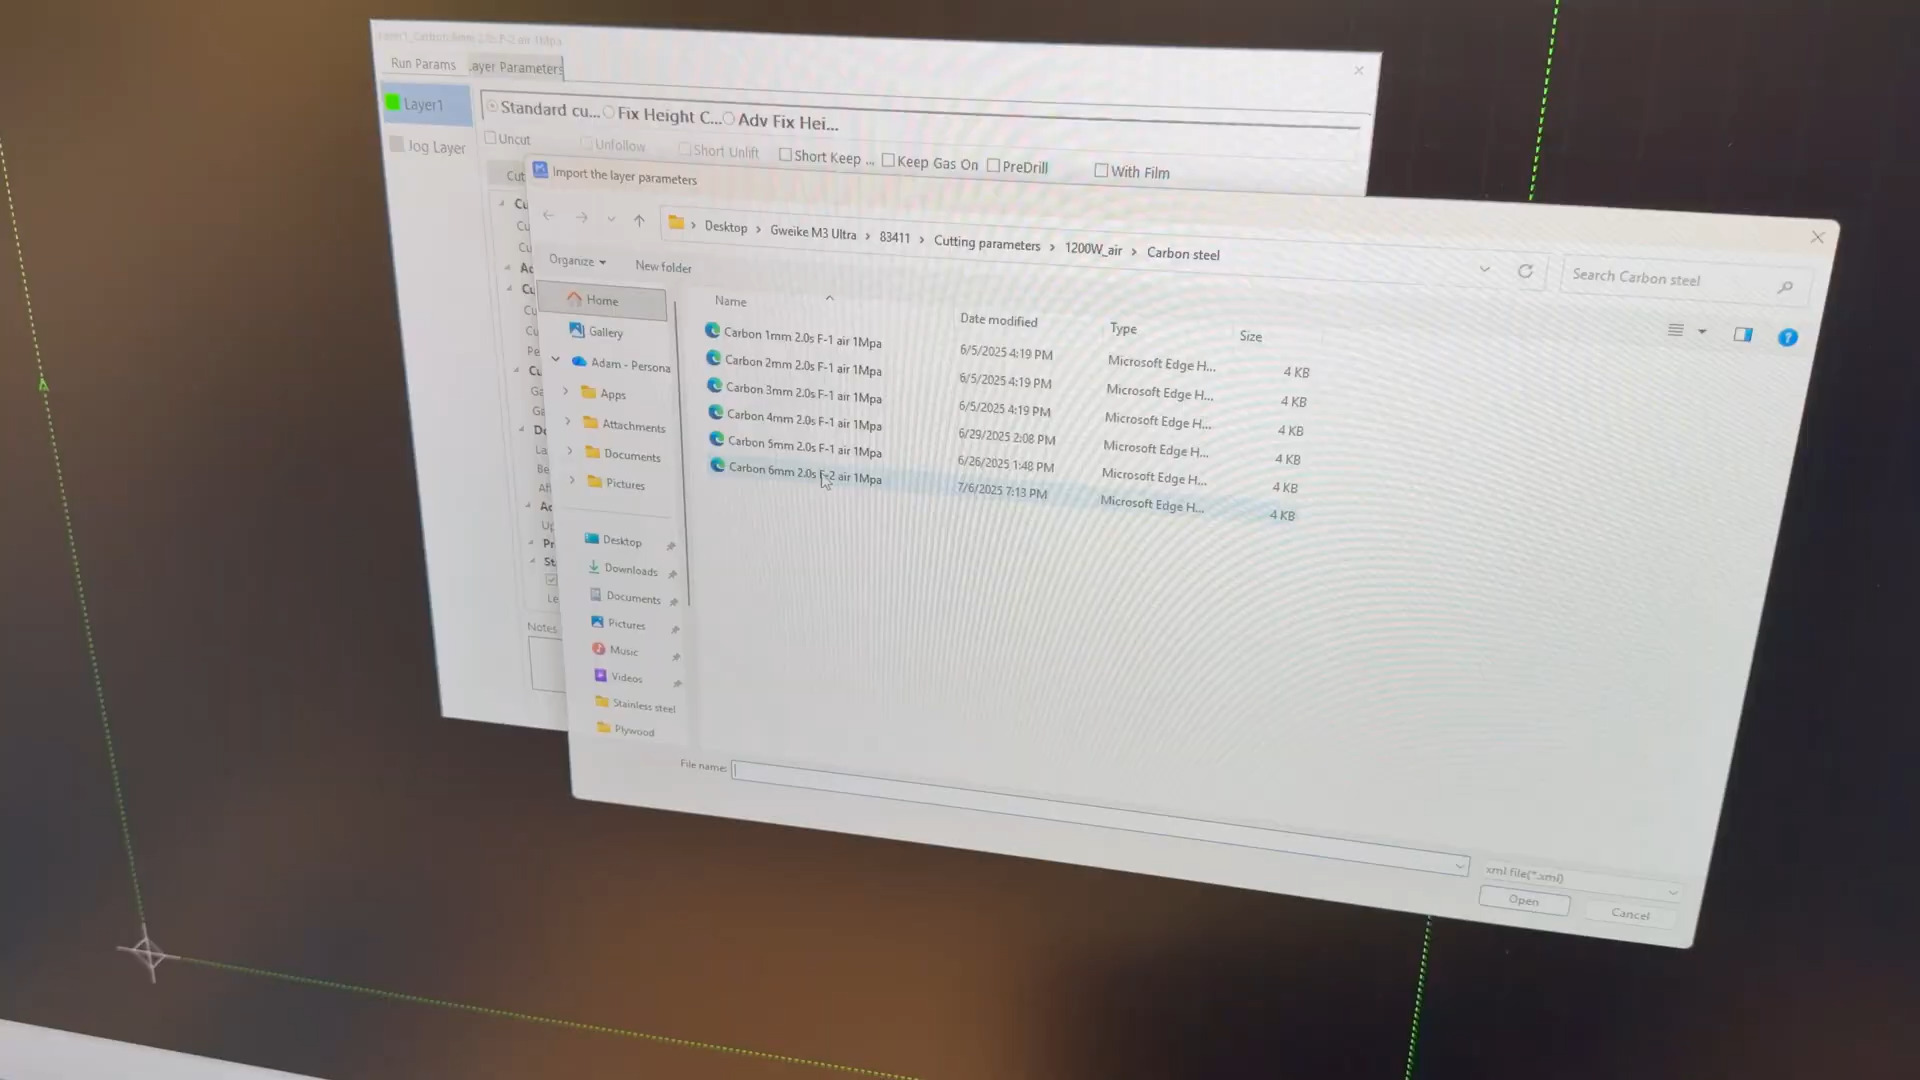 Layer1_Carbon 6mm 2.0s F-2 air 1Mpa
Run Params
ayer Parameters
Layer1
Standard cu...
Fix Height C...
Adv Fix Hei...
Jog Layer
Uncut
Unfollow
Short Unlift
Short Keep ...
Keep Gas On
PreDrill
With Film
Import the layer parameters
Desktop > Gweike M3 Ultra > 83411 > Cutting parameters > 1200W_air > Carbon steel
Search Carbon steel
Organize
New folder
Name
Date modified
Type
Size
Carbon 1mm 2.0s F-1 air 1Mpa 6/5/2025 4:19 PM Microsoft Edge H... 4 KB
Carbon 2mm 2.0s F-1 air 1Mpa 6/5/2025 4:19 PM Microsoft Edge H... 4 KB
Carbon 3mm 2.0s F-1 air 1Mpa 6/5/2025 4:19 PM Microsoft Edge H... 4 KB
Carbon 4mm 2.0s F-1 air 1Mpa 6/29/2025 2:08 PM Microsoft Edge H... 4 KB
Carbon 5mm 2.0s F-1 air 1Mpa 6/26/2025 1:48 PM Microsoft Edge H... 4 KB
Carbon 6mm 2.0s F-2 air 1Mpa 7/6/2025 7:13 PM Microsoft Edge H... 4 KB
Home
Gallery
Adam - Persona
Apps
Attachments
Documents
Pictures
Desktop
Downloads
Documents
Pictures
Music
Videos
Stainless steel
Plywood
Notes
File name:
xml file(*.xml)
Open
Cancel